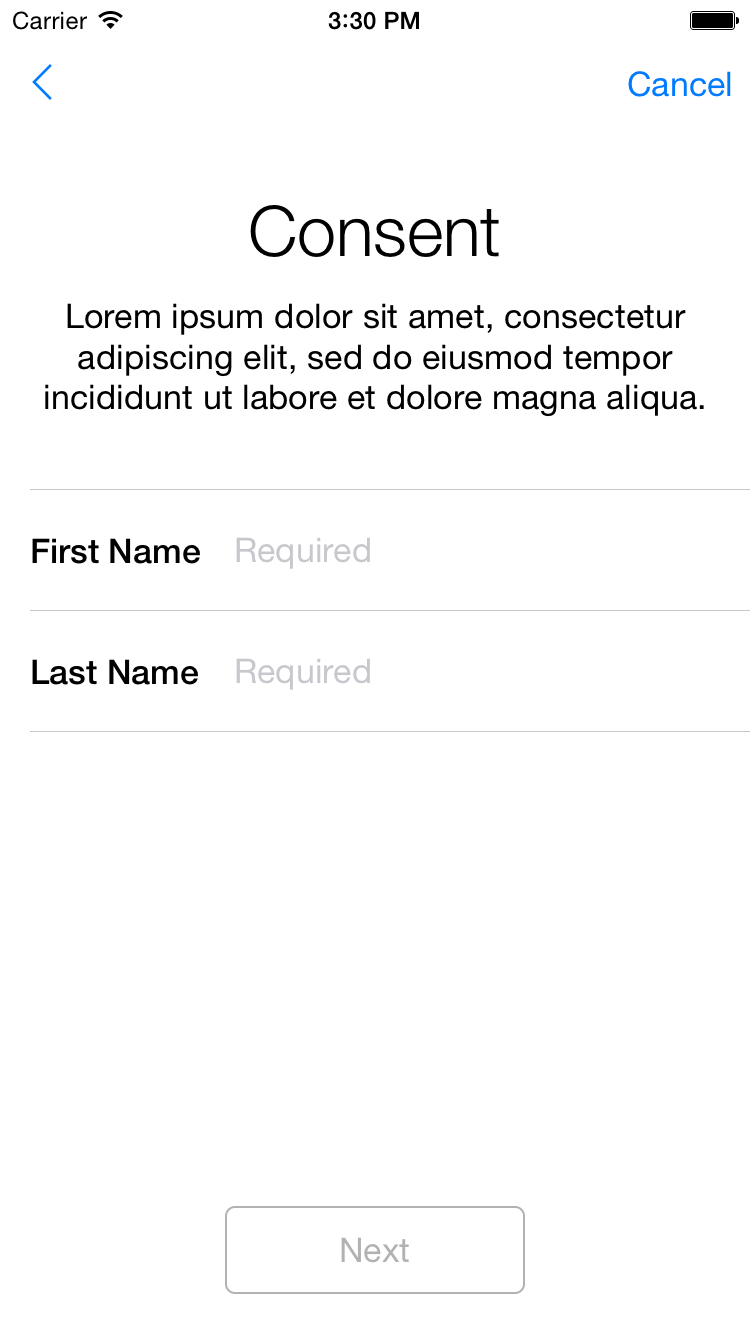 Carrier 3:30 PM
Cancel
Consent
Lorem ipsum dolor sit amet, consectetur
adipiscing elit, sed do eiusmod tempor
incididunt ut labore et dolore magna aliqua.
First Name Required
Last Name Required
Next